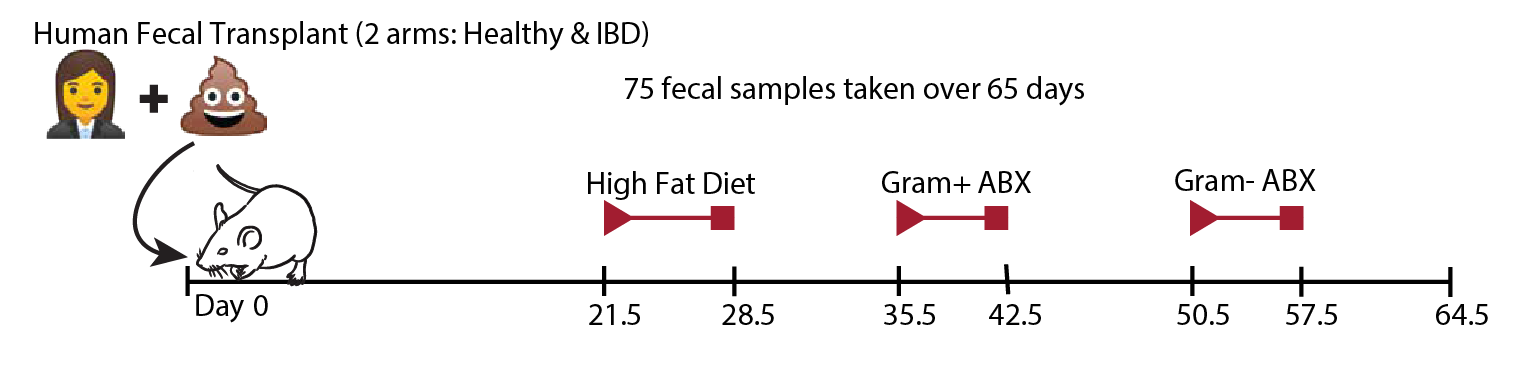 Human Fecal Transplant (2 arms: Healthy & IBD)
75 fecal samples taken over 65 days
High Fat Diet
Gram+ ABX
Gram- ABX
Day 0
21.5
28.5
35.5
42.5
50.5
57.5
64.5